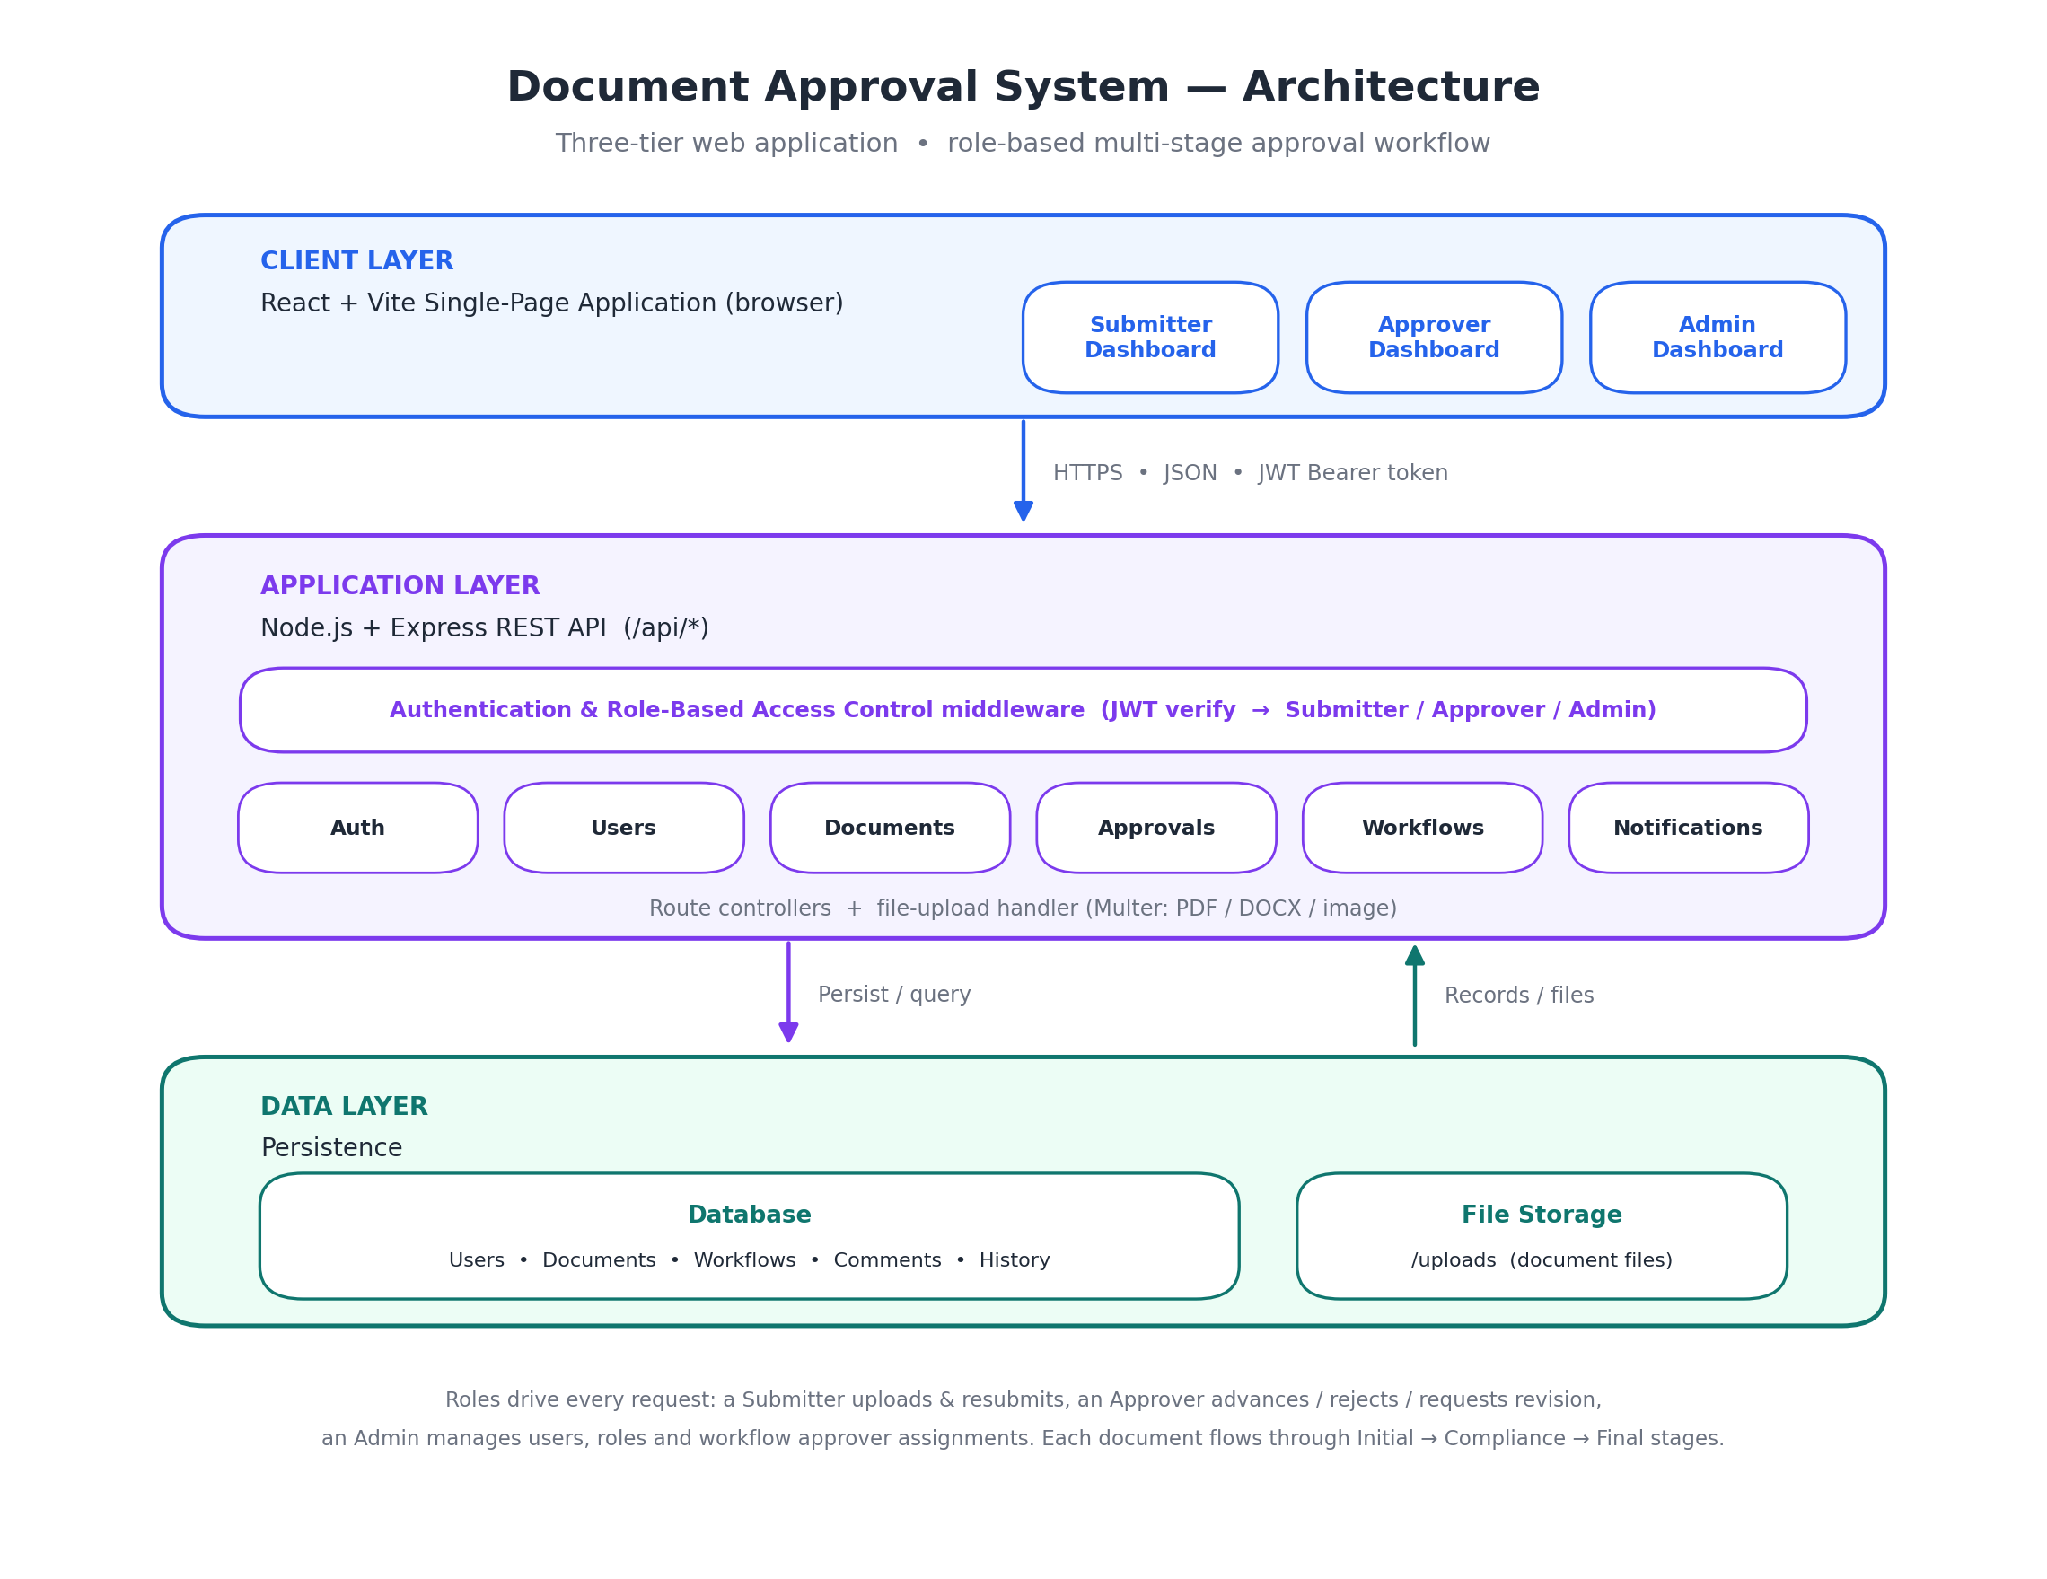 Document Approval System — Architecture
Three-tier web application • role-based multi-stage approval workflow
CLIENT LAYER
React + Vite Single-Page Application (browser)
Submitter
Dashboard
Approver
Dashboard
Admin
Dashboard
HTTPS • JSON • JWT Bearer token
APPLICATION LAYER
Node.js + Express REST API (/api/*)
Authentication & Role-Based Access Control middleware (JWT verify → Submitter / Approver / Admin)
Auth
Users
Documents
Approvals
Workflows
Notifications
Route controllers + file-upload handler (Multer: PDF / DOCX / image)
Persist / query
Records / files
DATA LAYER
Persistence
Database
Users • Documents • Workflows • Comments • History
File Storage
/uploads (document files)
Roles drive every request: a Submitter uploads & resubmits, an Approver advances / rejects / requests revision,
an Admin manages users, roles and workflow approver assignments. Each document flows through Initial → Compliance → Final stages.